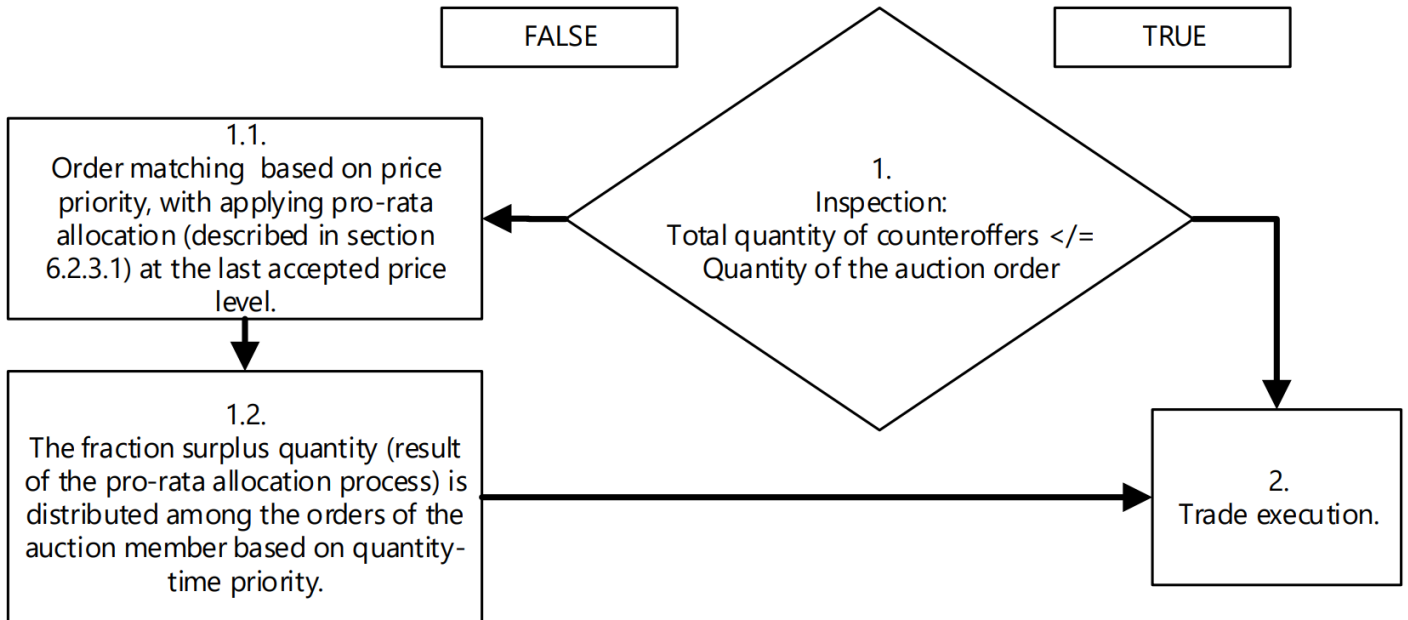 FALSE
TRUE
1.1.
Order matching  based on price
priority, with applying pro-rata
allocation (described in section
6.2.3.1) at the last accepted price
level.
1.
Inspection:
Total quantity of counteroffers </=
Quantity of the auction order
1.2.
The fraction surplus quantity (result
of the pro-rata allocation process) is
distributed among the orders of the
auction member based on quantity-
time priority.
2.
Trade execution.